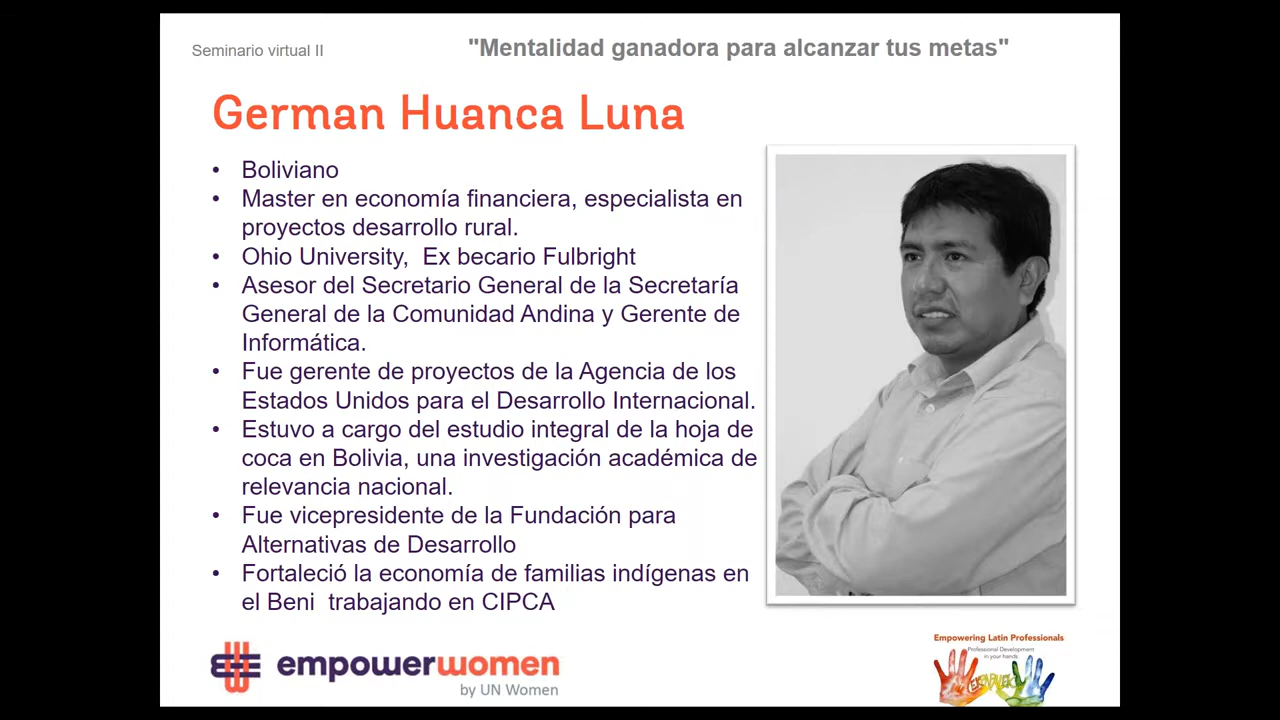 Seminario virtual II
"Mentalidad ganadora para alcanzar tus metas"
German Huanca Luna
• Boliviano
• Master en economía financiera, especialista en
proyectos desarrollo rural.
• Ohio University,  Ex becario Fulbright
• Asesor del Secretario General de la Secretaría
General de la Comunidad Andina y Gerente de
Informática.
• Fue gerente de proyectos de la Agencia de los
Estados Unidos para el Desarrollo Internacional.
• Estuvo a cargo del estudio integral de la hoja de
coca en Bolivia, una investigación académica de
relevancia nacional.
• Fue vicepresidente de la Fundación para
Alternativas de Desarrollo
• Fortaleció la economía de familias indígenas en
el Beni  trabajando en CIPCA
empowerwomen
by UN Women
Empowering Latin Professionals
Professional Development
in your hands